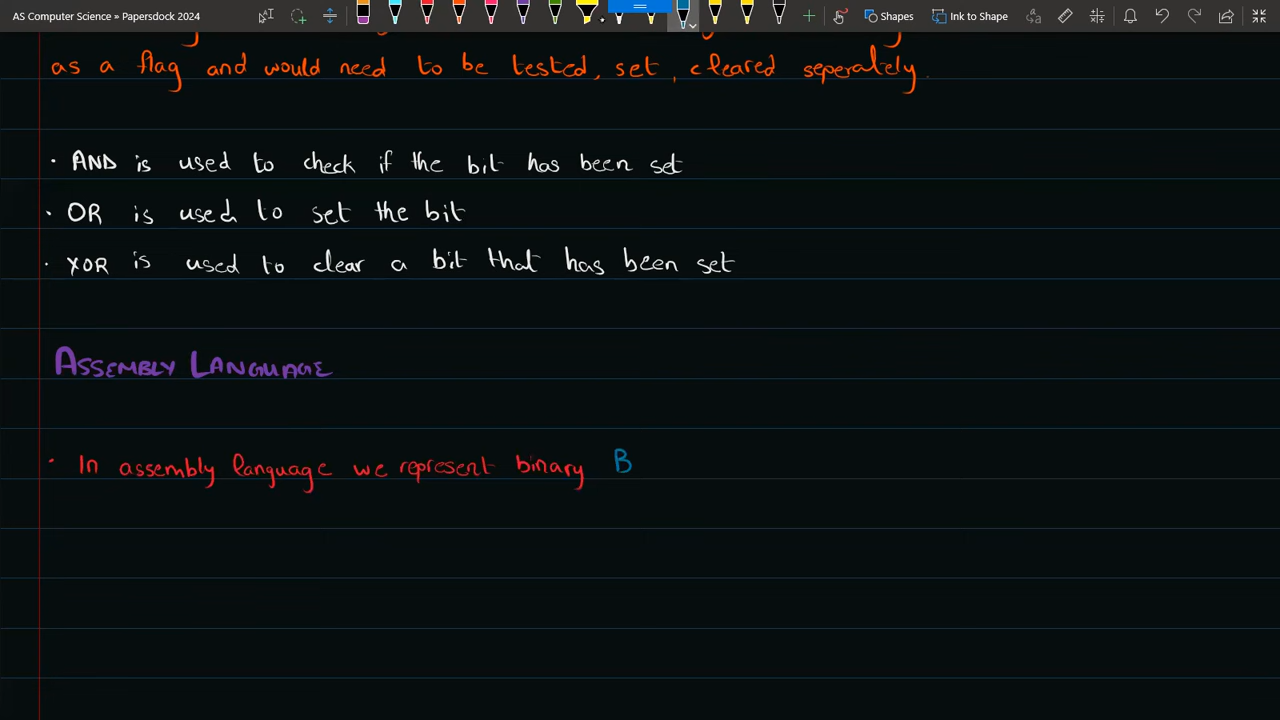 AS Computer Science » Papersdock 2024
Shapes
Ink to Shape
as a flag and would need to be tested, set, cleared seperately.
· AND is used to check if the bit has been set
· OR is used to set the bit
· XOR is used to clear a bit that has been set
ASSEMBLY LANGUAGE
· In assembly language we represent binary B